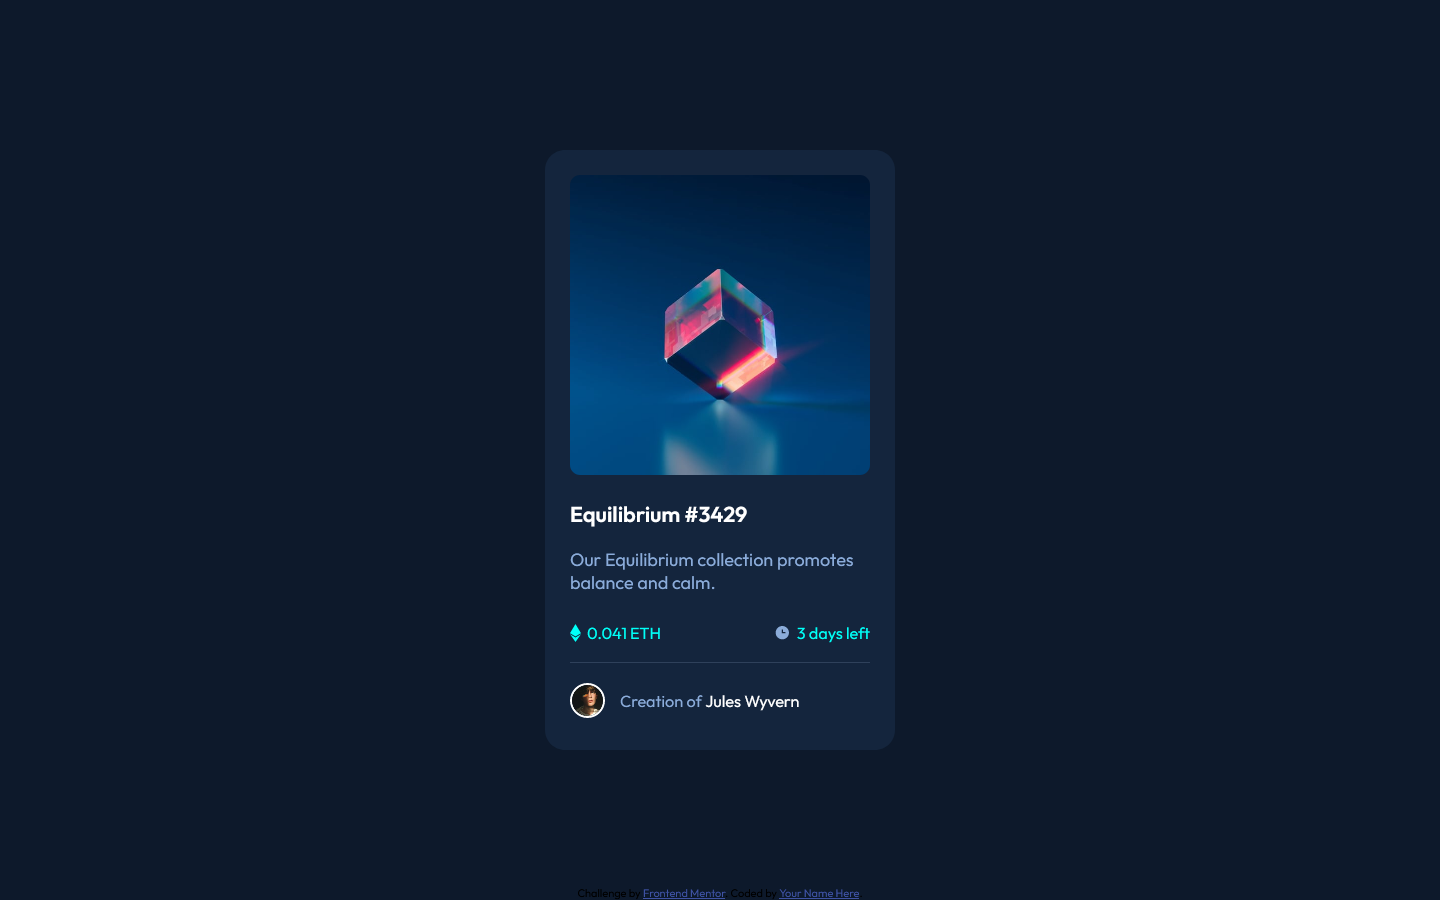 Equilibrium #3429
Our Equilibrium collection promotes
balance and calm.
0.041 ETH
3 days left
Creation of Jules Wyvern
Challenge by Frontend Mentor. Coded by Your Name Here.